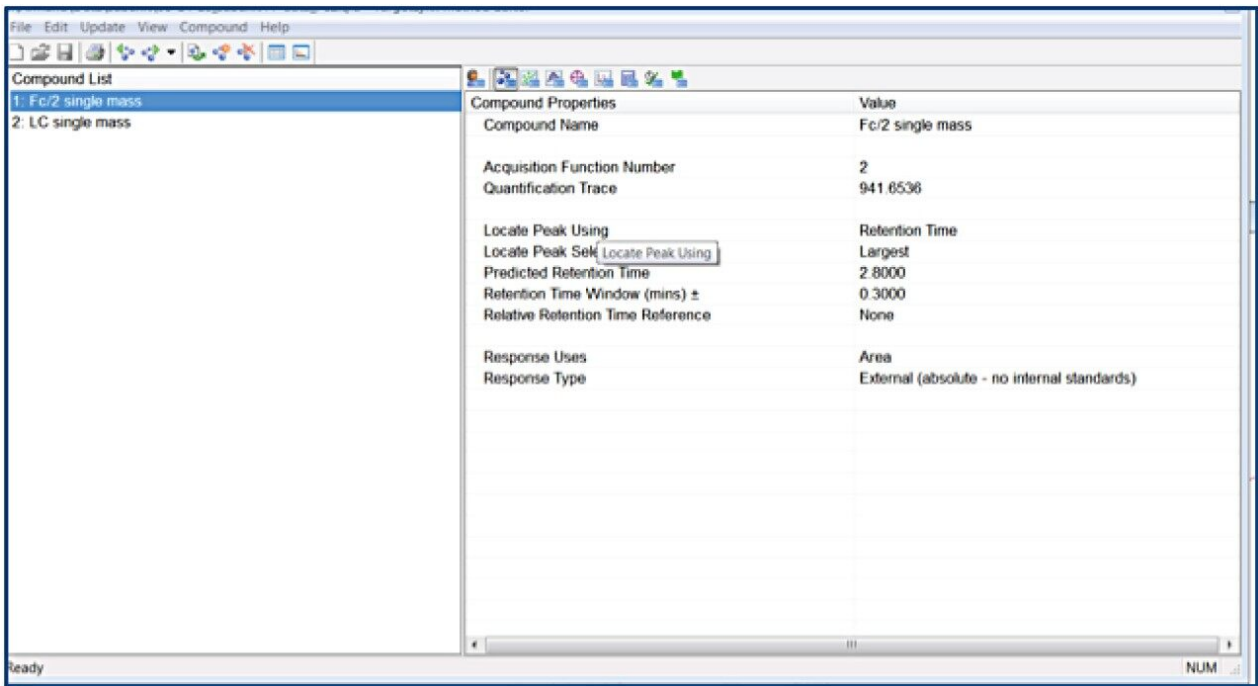 File Edit Update View Compound Help
Compound List
1: Fc/2 single mass
2: LC single mass
Compound Properties Value
Compound Name Fc/2 single mass
Acquisition Function Number 2
Quantification Trace 941.6536
Locate Peak Using Retention Time
Locate Peak Sele Largest
Locate Peak Using
Predicted Retention Time 2.8000
Retention Time Window (mins) ± 0.3000
Relative Retention Time Reference None
Response Uses Area
Response Type External (absolute - no internal standards)
Ready NUM